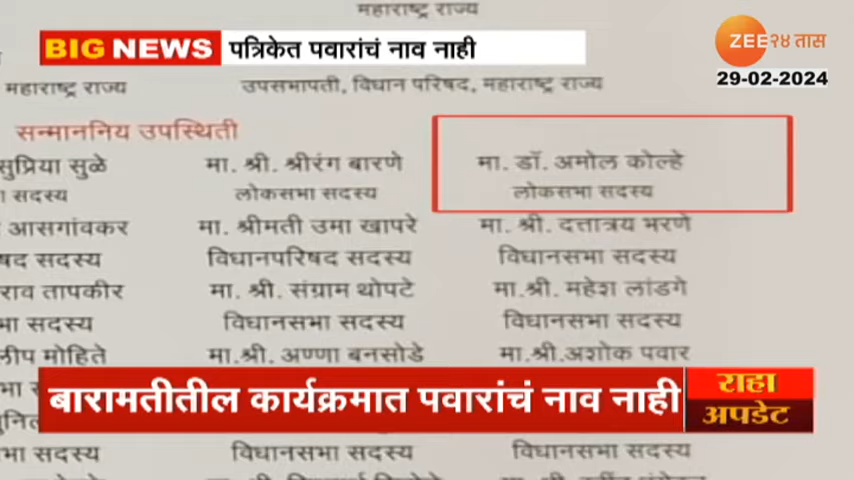 महाराष्ट्र राज्य
BIG NEWS पत्रिकेत पवारांचं नाव नाही
ZEE २४ तास
29-02-2024
महाराष्ट्र राज्य उपसभापती, विधान परिषद, महाराष्ट्र राज्य
सन्माननिय उपस्थिती
सुप्रिया सुळे मा. श्री. श्रीरंग बारणे मा. डॉ. अमोल कोल्हे
सदस्य लोकसभा सदस्य लोकसभा सदस्य
आसगांवकर मा. श्रीमती उमा खापरे मा. श्री. दत्तात्रय भरणे
षद सदस्य विधानपरिषद सदस्य विधानसभा सदस्य
राव तापकीर मा. श्री. संग्राम थोपटे मा.श्री. महेश लांडगे
भा सदस्य विधानसभा सदस्य विधानसभा सदस्य
लीप मोहिते मा.श्री. अण्णा बनसोडे मा.श्री.अशोक पवार
बारामतीतील कार्यक्रमात पवारांचं नाव नाही
राहा
अपडेट
भा सदस्य विधानसभा सदस्य विधानसभा सदस्य